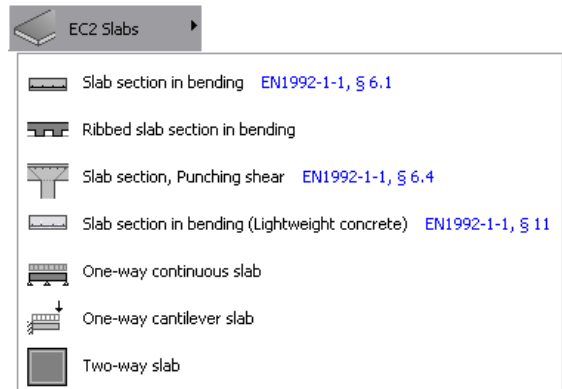 EC2 Slabs
Slab section in bending EN1992-1-1, § 6.1
Ribbed slab section in bending
Slab section, Punching shear EN1992-1-1, § 6.4
Slab section in bending (Lightweight concrete) EN1992-1-1, § 11
One-way continuous slab
One-way cantilever slab
Two-way slab